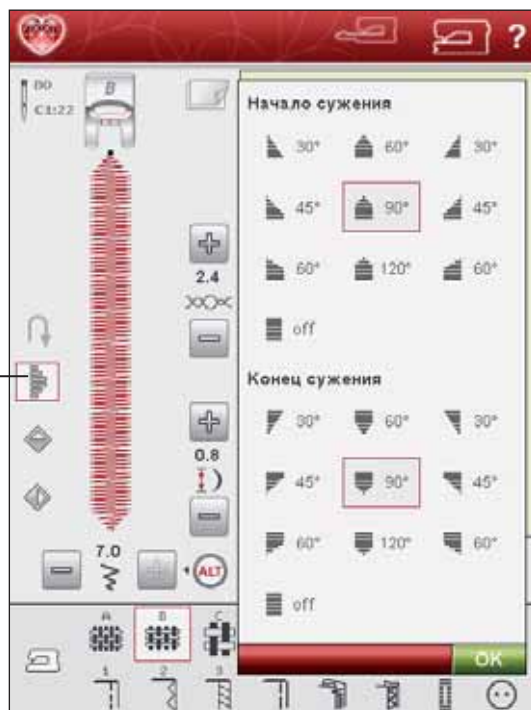 ?
D0
C1:22
B
Начало сужения
30° 60° 30°
45° 90° 45°
60° 120° 60°
off
2.4
Конец сужения
30° 60° 30°
45° 90° 45°
60° 120° 60°
off
0.8
7.0
ALT
A B C
1 2 3
OK